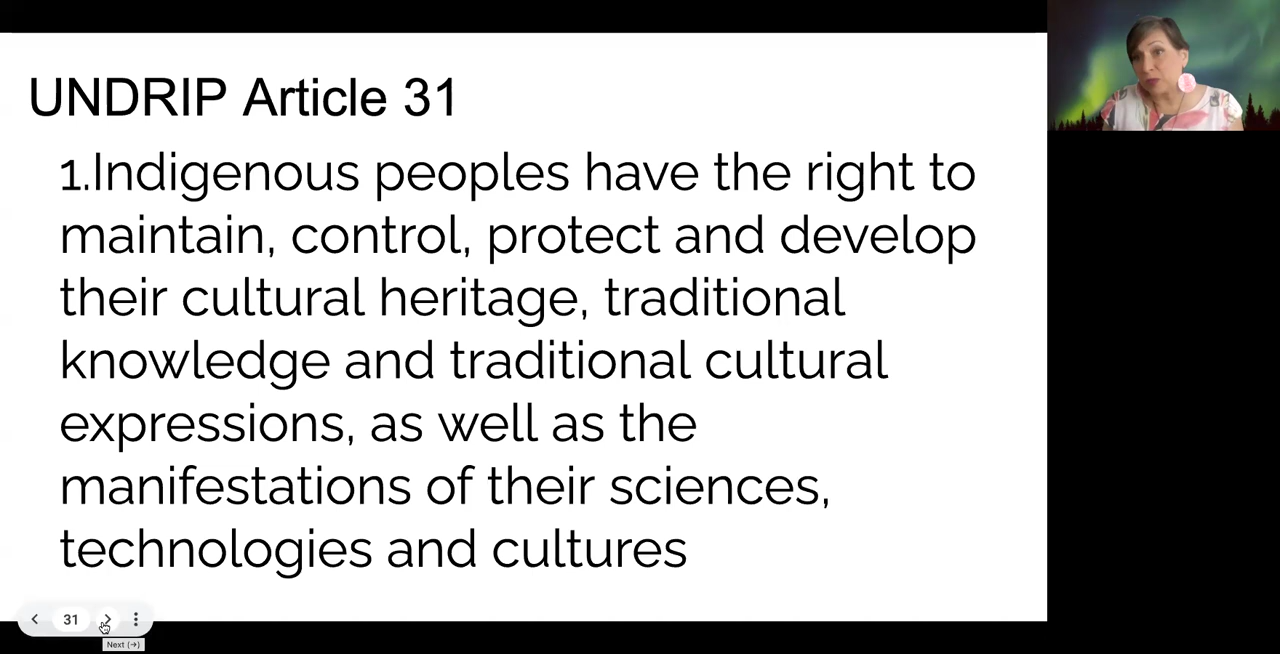 UNDRIP Article 31
1.Indigenous peoples have the right to
maintain, control, protect and develop
their cultural heritage, traditional
knowledge and traditional cultural
expressions, as well as the
manifestations of their sciences,
technologies and cultures
31
Next (→)